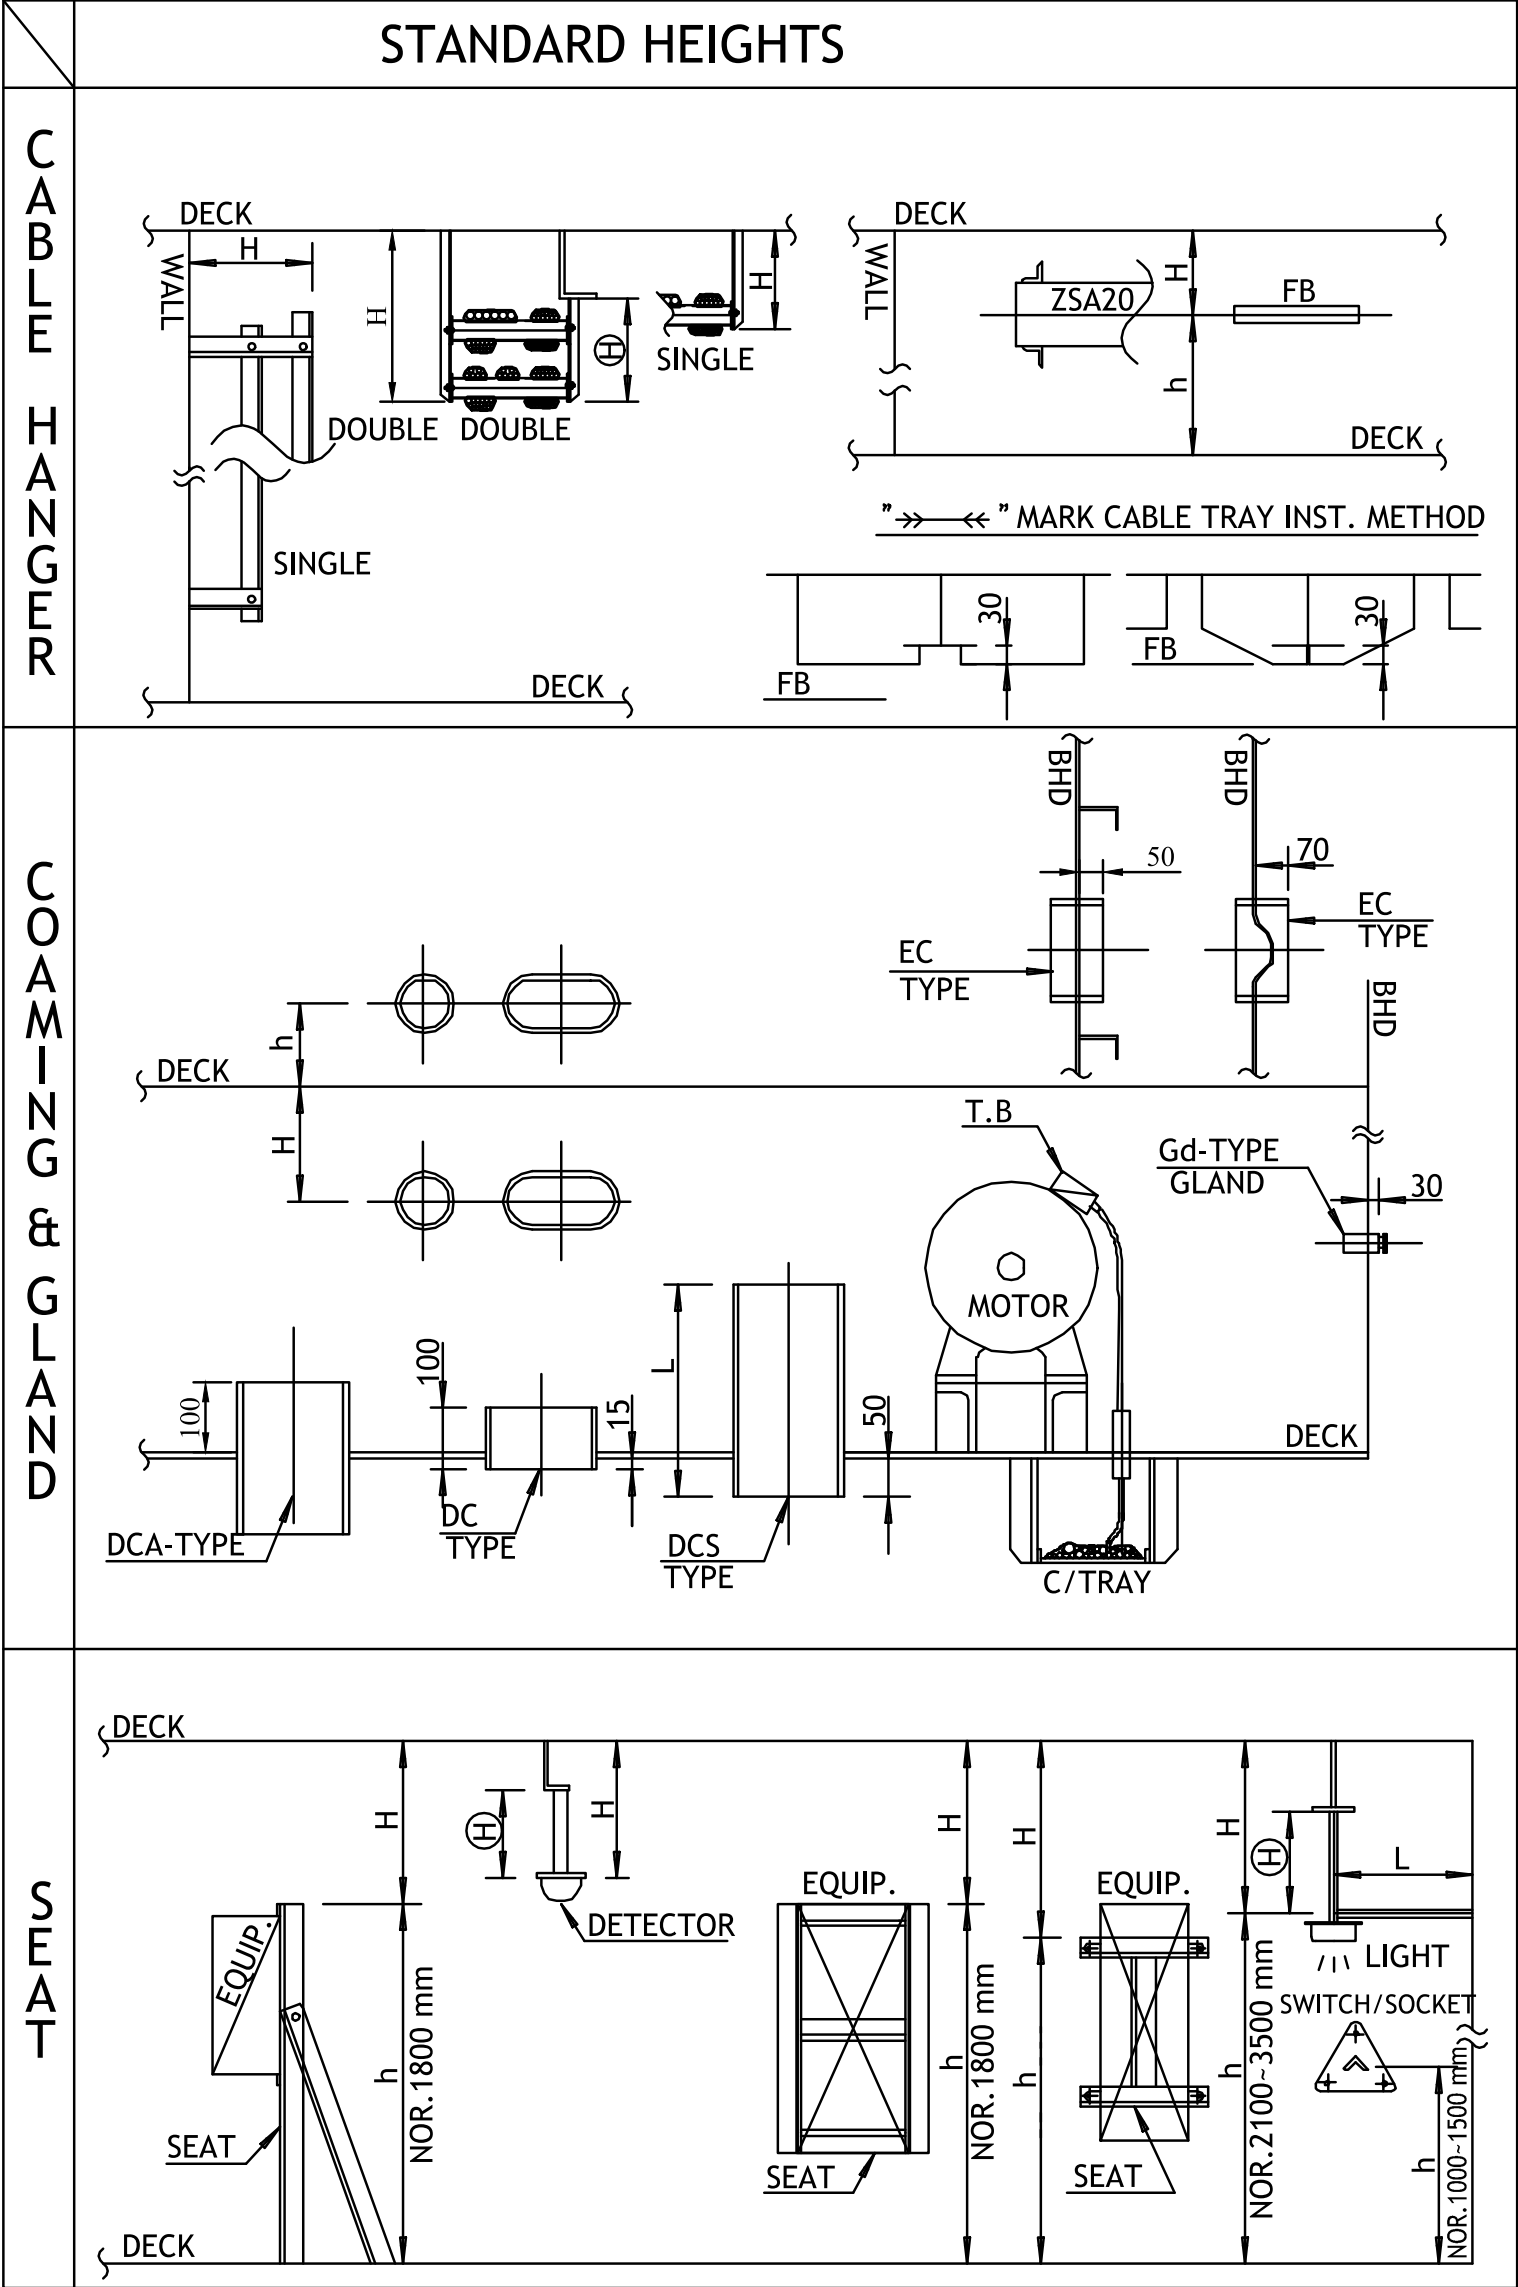 STANDARD HEIGHTS
CABLE HANGER
DECK
WALL
H
H
DOUBLE
DOUBLE
H
SINGLE
H
SINGLE
DECK
DECK
WALL
ZSA20
H
FB
h
DECK
" " MARK CABLE TRAY INST. METHOD
30
FB
30
FB
COAMING & GLAND
BHD
50
EC
TYPE
BHD
70
EC
TYPE
BHD
h
DECK
H
T.B
MOTOR
Gd-TYPE
GLAND
30
100
DCA-TYPE
100
DC
TYPE
15
L
DCS
TYPE
50
DECK
C/TRAY
SEAT
DECK
H
EQUIP.
SEAT
h
NOR.1800 mm
H
H
DETECTOR
EQUIP.
SEAT
H
h
NOR.1800 mm
H
h
EQUIP.
SEAT
H
h
NOR.2100~3500 mm
H
L
LIGHT
SWITCH/SOCKET
h
NOR.1000~1500 mm
DECK